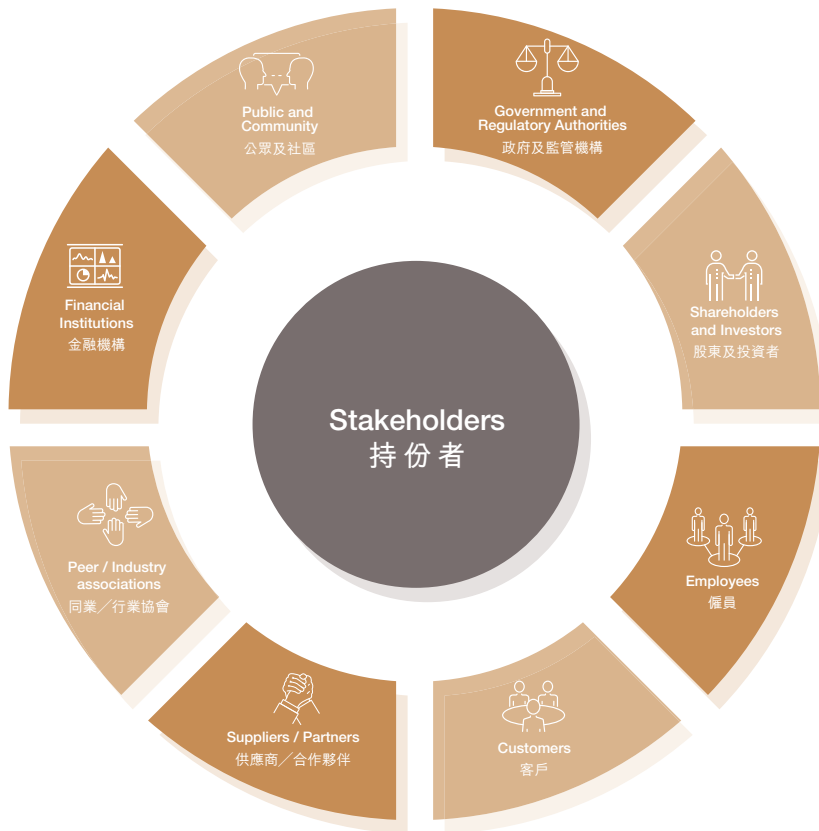 Public and
Community
公眾及社區
Government and
Regulatory Authorities
政府及監管機構
Financial
Institutions
金融機構
Shareholders
and Investors
股東及投資者
Stakeholders
持份者
Peer / Industry
associations
同業／行業協會
Employees
僱員
Suppliers / Partners
供應商／合作夥伴
Customers
客戶